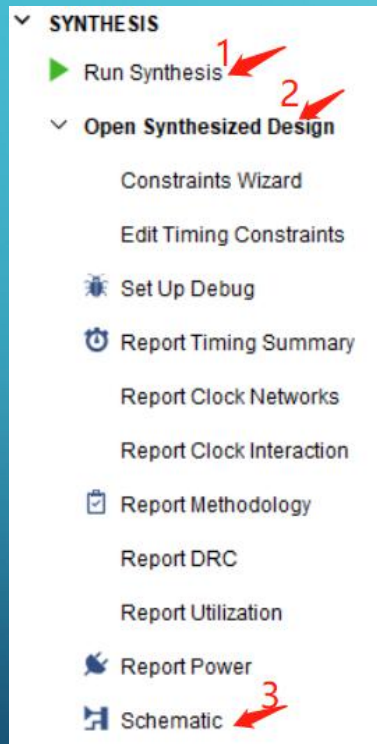 SYNTHESIS
1
Run Synthesis
2
Open Synthesized Design
Constraints Wizard
Edit Timing Constraints
Set Up Debug
Report Timing Summary
Report Clock Networks
Report Clock Interaction
Report Methodology
Report DRC
Report Utilization
Report Power
3
Schematic